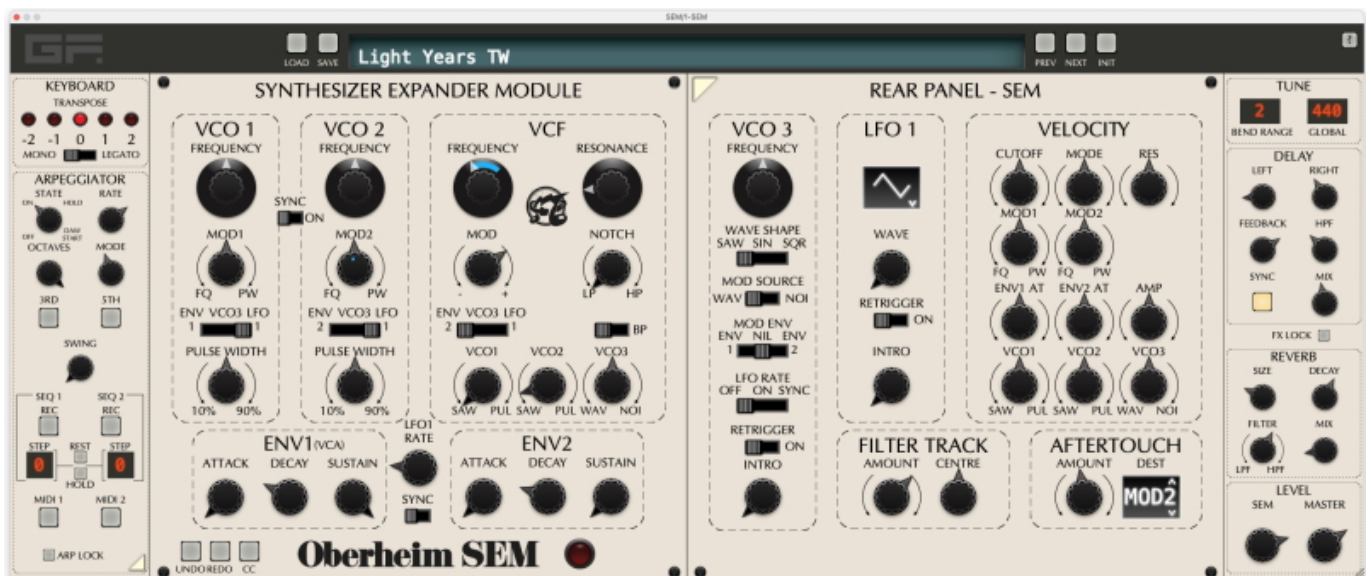 SEM/1-SEM
GF
LOAD SAVE
Light Years TW
PREV NEXT INIT
KEYBOARD
TRANSPOSE
-2 -1 0 1 2
MONO LEGATO
ARPEGGIATOR
STATE RATE
ON HOLD
OFF
START
OCTAVES MODE
3RD 5TH
SWING
SEQ 1 SEQ 2
REC REC
STEP REST STEP
0 0
HOLD
MIDI 1 MIDI 2
ARP LOCK
SYNTHESIZER EXPANDER MODULE
VCO 1
FREQUENCY
MOD1
FQ PW
ENV VCO3 LFO
1 1
PULSE WIDTH
10% 90%
SYNC
ON
VCO 2
FREQUENCY
MOD2
FQ PW
ENV VCO3 LFO
2 1
PULSE WIDTH
10% 90%
VCF
FREQUENCY RESONANCE
MOD NOTCH
- +
LP HP
ENV VCO3 LFO
2 1
BP
VCO1 VCO2 VCO3
SAW PUL SAW PUL WAV NOI
ENV1 (VCA)
ATTACK DECAY SUSTAIN
LFO1
RATE
SYNC
ENV2
ATTACK DECAY SUSTAIN
UNDO REDO CC
Oberheim SEM
REAR PANEL - SEM
VCO 3
FREQUENCY
WAVE SHAPE
SAW SIN SQR
MOD SOURCE
WAV NOI
MOD ENV
ENV NIL ENV
1 2
LFO RATE
OFF ON SYNC
RETRIGGER
ON
INTRO
LFO 1
WAVE
RETRIGGER
ON
INTRO
VELOCITY
CUTOFF MODE RES
MOD1 MOD2
FQ PW FQ PW
ENV1 AT ENV2 AT AMP
VCO1 VCO2 VCO3
SAW PUL SAW PUL WAV NOI
FILTER TRACK
AMOUNT CENTRE
AFTERTOUCH
AMOUNT DEST
MOD2
TUNE
2 440
BEND RANGE GLOBAL
DELAY
LEFT RIGHT
FEEDBACK HPF
SYNC MIX
FX LOCK
REVERB
SIZE DECAY
FILTER MIX
LPF HPF
LEVEL
SEM MASTER